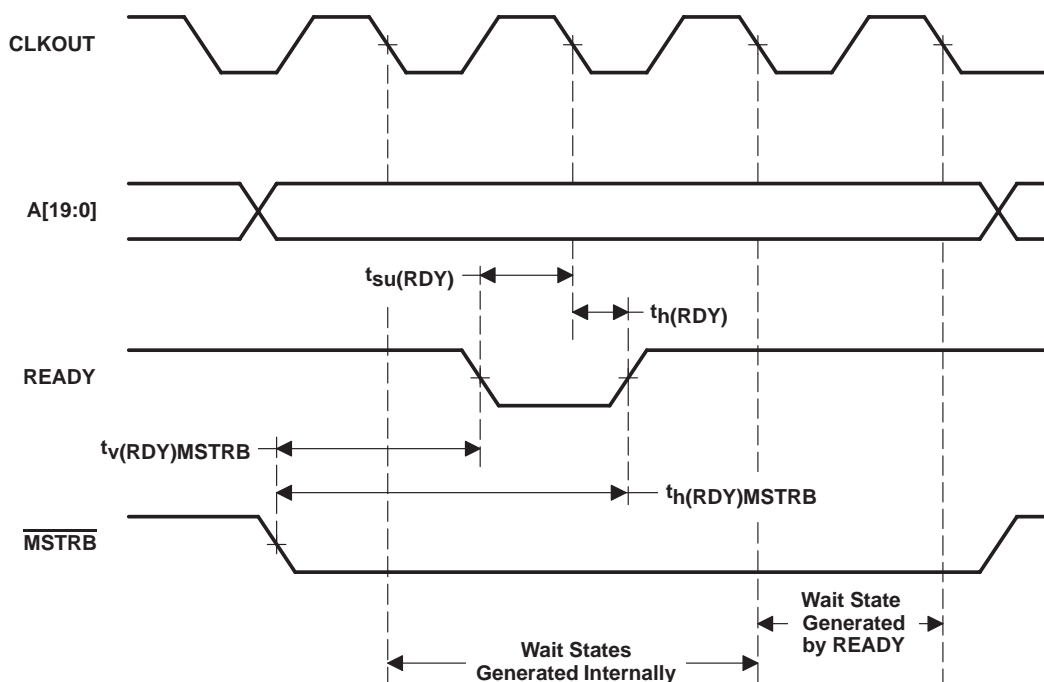 CLKOUT
A[19:0]
tsu(RDY)
th(RDY)
READY
tv(RDY)MSTRB
th(RDY)MSTRB
MSTRB
Wait State
Generated
by READY
Wait States
Generated Internally